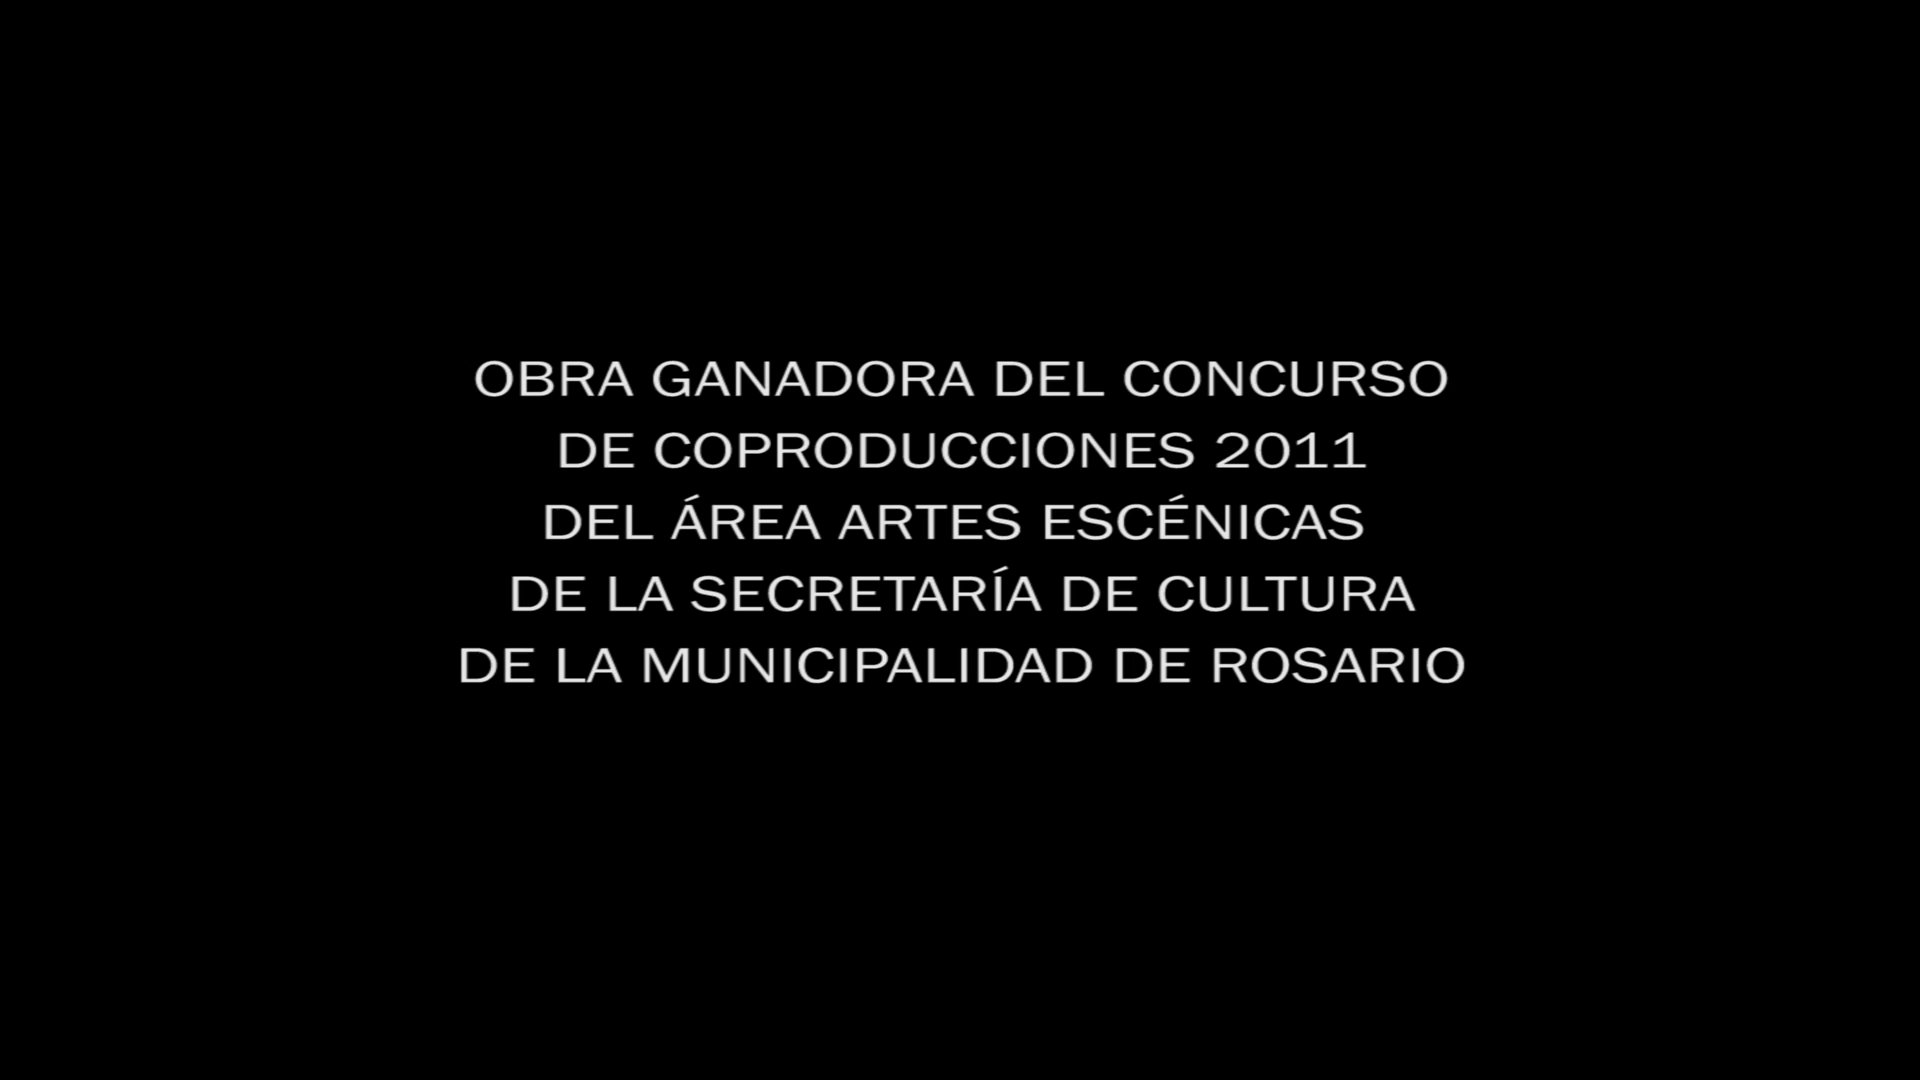 OBRA GANADORA DEL CONCURSO
DE COPRODUCCIONES 2011
DEL ÁREA ARTES ESCÉNICAS
DE LA SECRETARÍA DE CULTURA
DE LA MUNICIPALIDAD DE ROSARIO